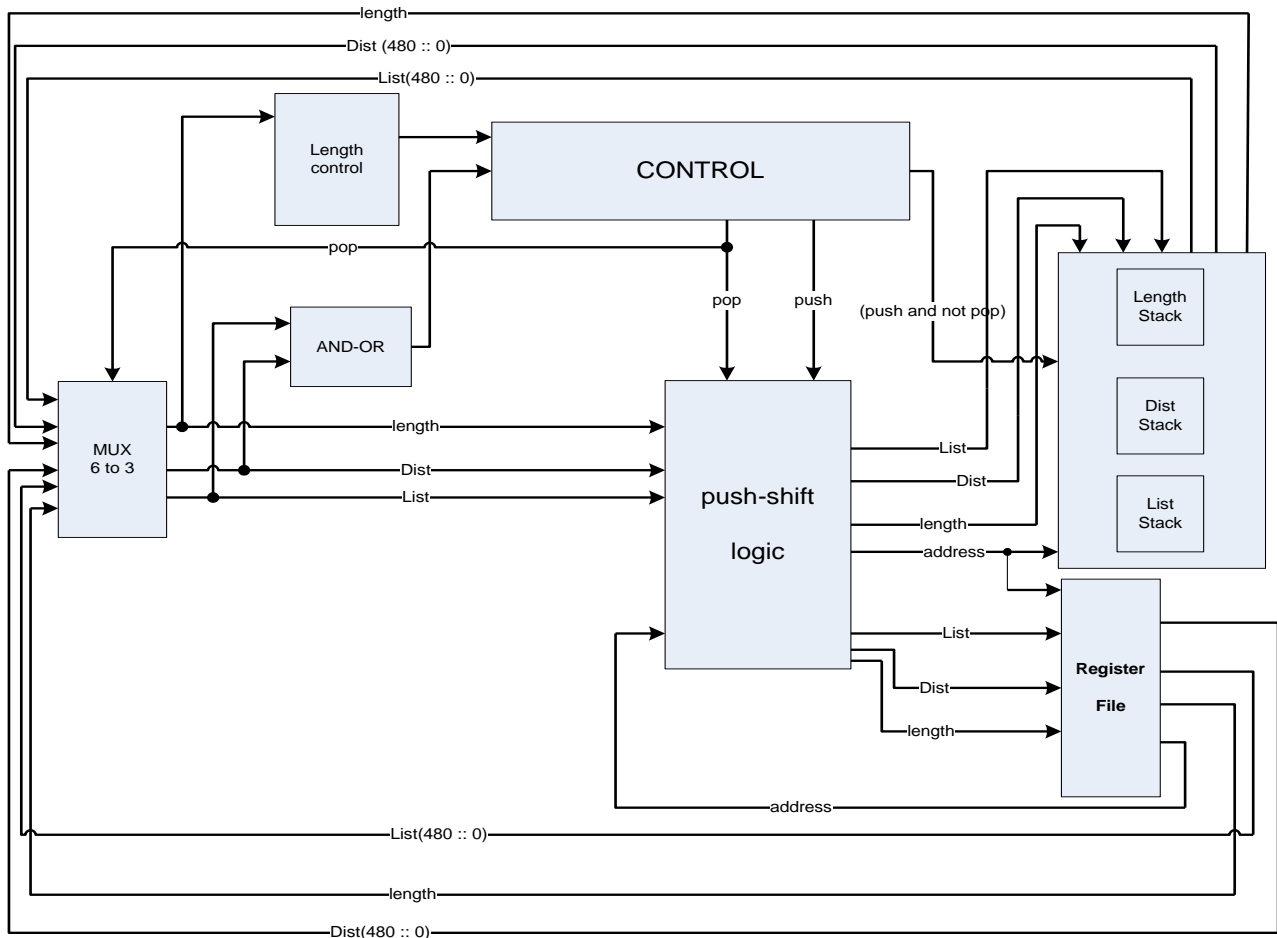 length
Dist (480 :: 0)
List(480 :: 0)
Length
control
CONTROL
pop
pop
push
(push and not pop)
Length
Stack
AND-OR
Dist
Stack
MUX
6 to 3
length
Dist
List
push-shift
logic
List
Dist
length
address
List
Stack
List
Dist
length
Register
File
address
List(480 :: 0)
length
Dist(480 :: 0)